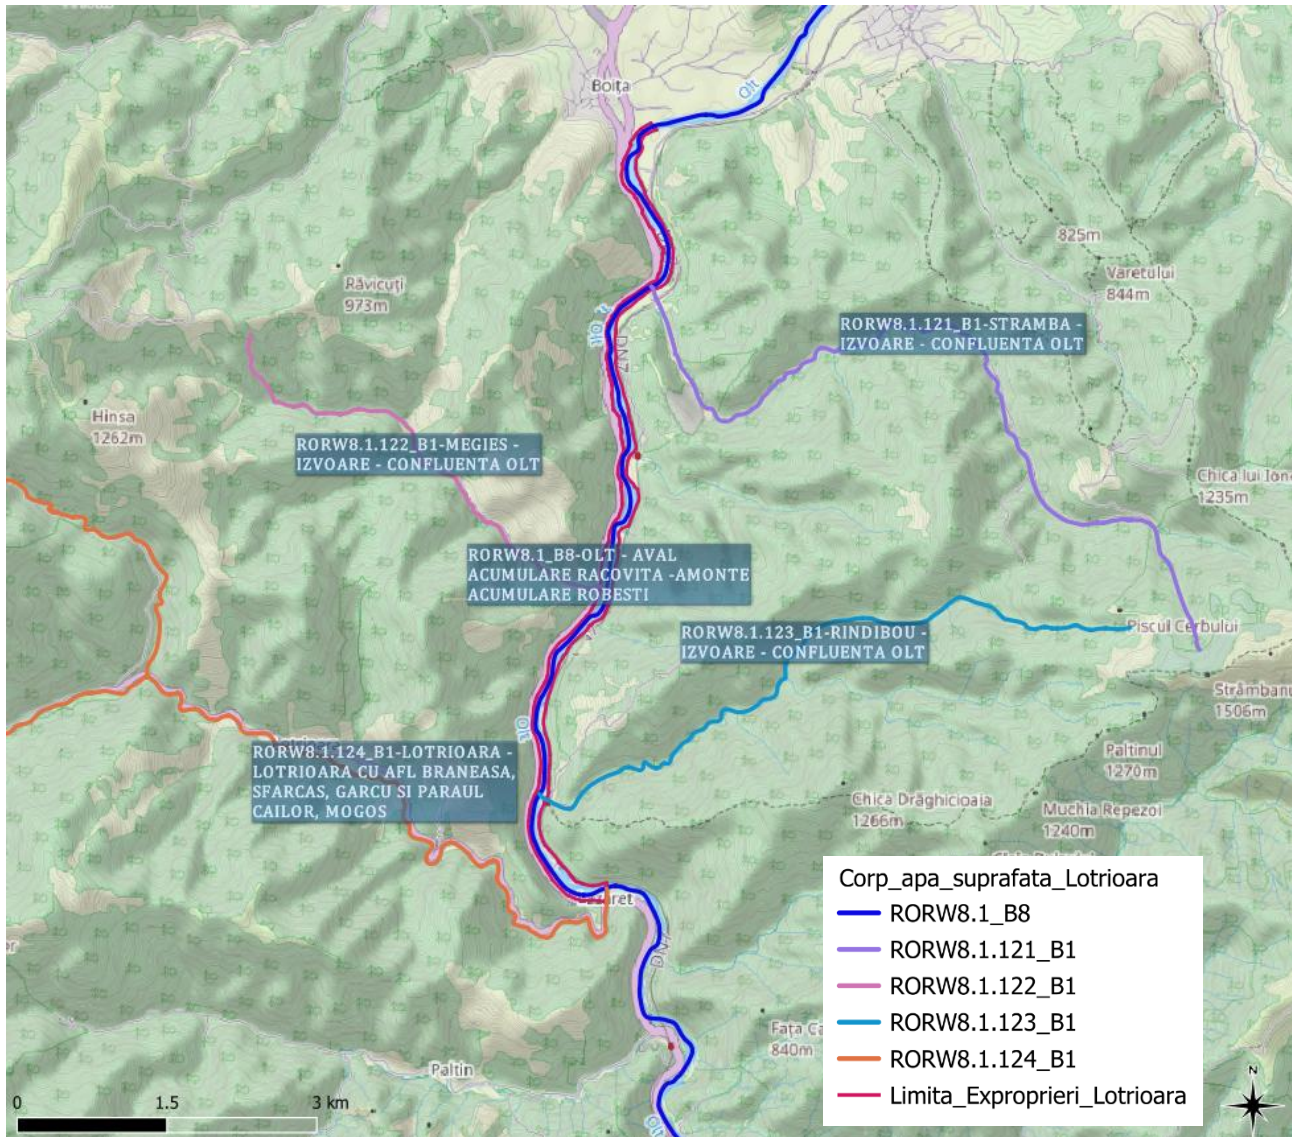 Boița
Olt
825m
Varetului
844m
Răvicuți
973m
Olt
DN7
RORW8.1.121_B1-STRAMBA -
IZVOARE - CONFLUENTA OLT
Hinsa
1262m
RORW8.1.122_B1-MEGIES -
IZVOARE - CONFLUENTA OLT
Chica lui Ion
1235m
RORW8.1_B8-OLT - AVAL
ACUMULARE RACOVITA -AMONTE
ACUMULARE ROBESTI
RORW8.1.123_B1-RINDIBOU -
IZVOARE - CONFLUENTA OLT
Piscul Cerbului
Strâmbanu
1506m
Olt
RORW8.1.124_B1-LOTRIOARA -
LOTRIOARA CU AFL BRANEASA,
SFARCAS, GARCU SI PARAUL
CAILOR, MOGOS
Paltinul
1270m
Chica Drăghicioaia
1266m
Muchia Repezoi
1240m
DN7
Fața
840m
Paltin
Olt
Corp_apa_suprafata_Lotrioara
RORW8.1_B8
RORW8.1.121_B1
RORW8.1.122_B1
RORW8.1.123_B1
RORW8.1.124_B1
Limita_Exproprieri_Lotrioara
0 1.5 3 km
N